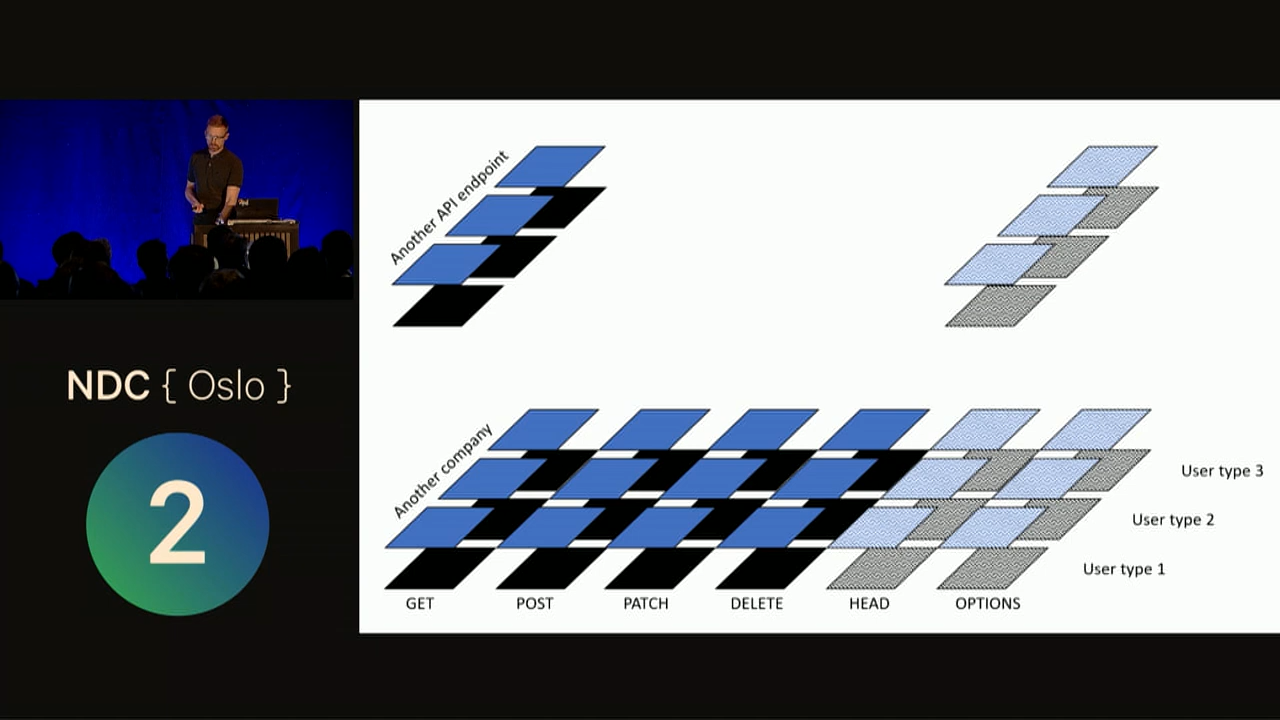 NDC { Oslo }
2
Another API endpoint
Another company
User type 3
User type 2
User type 1
GET POST PATCH DELETE HEAD OPTIONS